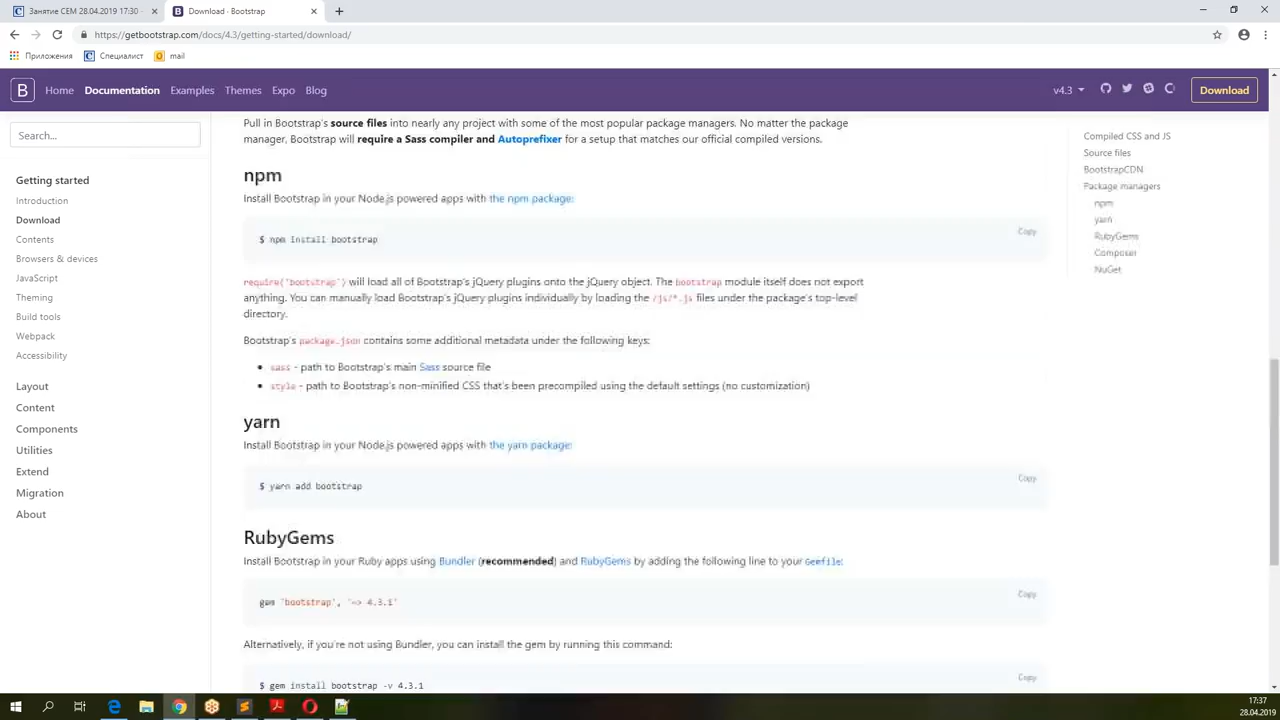 Занятие СЕМ 28.04.2019 17:30
Download · Bootstrap
https://getbootstrap.com/docs/4.3/getting-started/download/
Приложения
Специалист
mail
B
Home
Documentation
Examples
Themes
Expo
Blog
v4.3
Download
Search...
Getting started
Introduction
Download
Contents
Browsers & devices
JavaScript
Theming
Build tools
Webpack
Accessibility
Layout
Content
Components
Utilities
Extend
Migration
About
Pull in Bootstrap's source files into nearly any project with some of the most popular package managers. No matter the package
manager, Bootstrap will require a Sass compiler and Autoprefixer for a setup that matches our official compiled versions.
npm
Install Bootstrap in your Node.js powered apps with the npm package:
Copy
$ npm install bootstrap
require('bootstrap') will load all of Bootstrap's jQuery plugins onto the jQuery object. The bootstrap module itself does not export
anything. You can manually load Bootstrap's jQuery plugins individually by loading the /js/*.js files under the package's top-level
directory.
Bootstrap's package.json contains some additional metadata under the following keys:
sass - path to Bootstrap's main Sass source file
style - path to Bootstrap's non-minified CSS that's been precompiled using the default settings (no customization)
yarn
Install Bootstrap in your Node.js powered apps with the yarn package:
Copy
$ yarn add bootstrap
RubyGems
Install Bootstrap in your Ruby apps using Bundler (recommended) and RubyGems by adding the following line to your Gemfile:
Copy
gem 'bootstrap', '~> 4.3.1'
Alternatively, if you're not using Bundler, you can install the gem by running this command:
Copy
$ gem install bootstrap -v 4.3.1
Compiled CSS and JS
Source files
BootstrapCDN
Package managers
npm
yarn
RubyGems
Composer
NuGet
17:37
28.04.2019